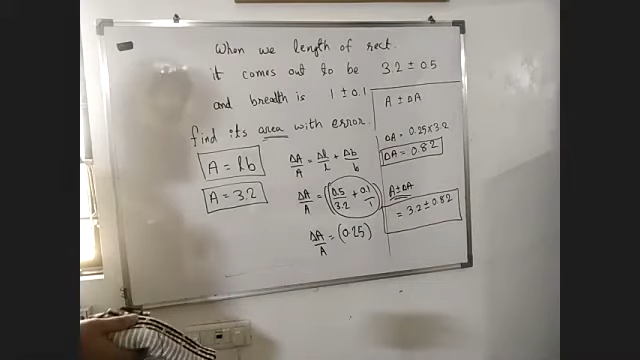 When we length of rect.
it comes out to be 3.2 ± 0.5
and breadth is 1 ± 0.1
find its area with error.
A = lb
A = 3.2
ΔA/A = Δl/l + Δb/b
ΔA/A = (0.5/3.2 + 0.1/1)
ΔA/A = (0.25)
A ± ΔA
ΔA = 0.25 × 3.2
ΔA = 0.82
A ± ΔA
= 3.2 ± 0.82